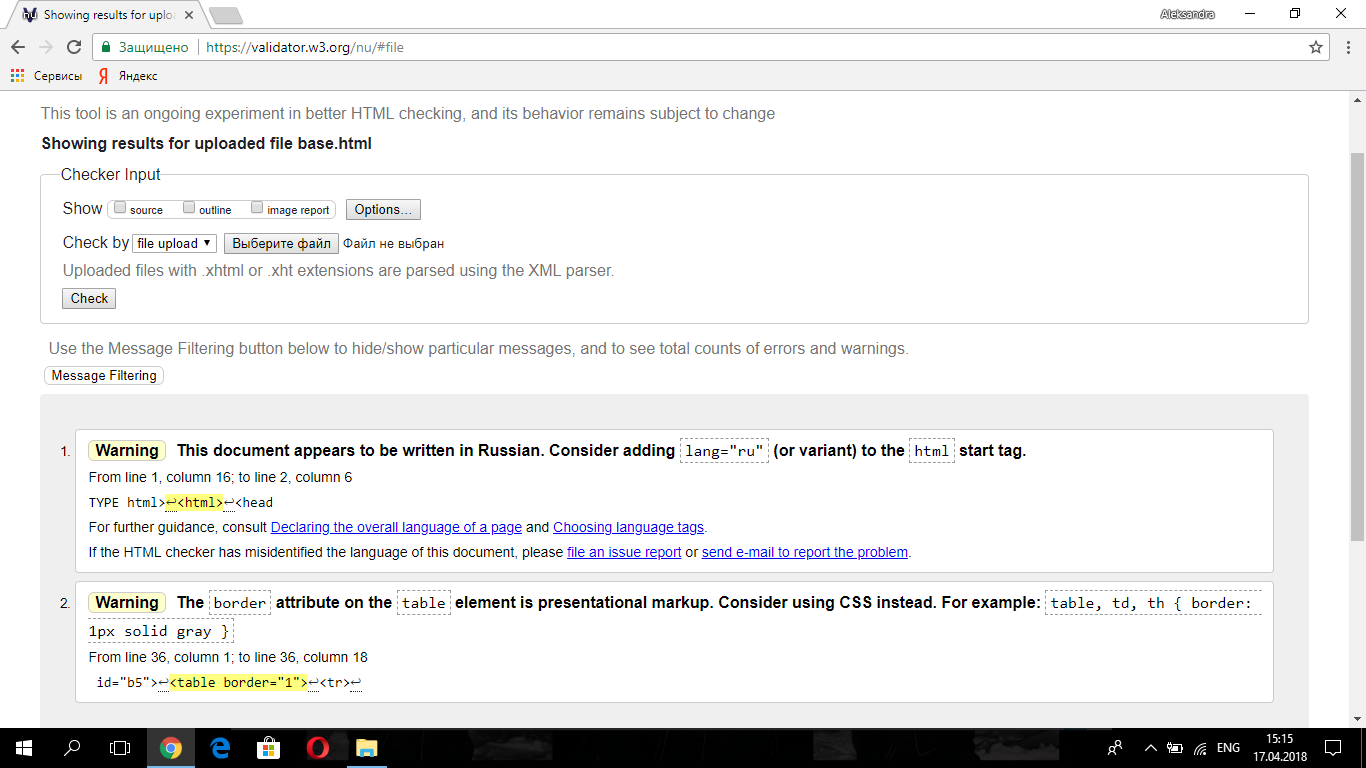 Showing results for uplo
Aleksandra
Защищено https://validator.w3.org/nu/#file
Сервисы Я Яндекс
This tool is an ongoing experiment in better HTML checking, and its behavior remains subject to change
Showing results for uploaded file base.html
Checker Input
Show source outline image report Options...
Check by file upload Выберите файл Файл не выбран
Uploaded files with .xhtml or .xht extensions are parsed using the XML parser.
Check
Use the Message Filtering button below to hide/show particular messages, and to see total counts of errors and warnings.
Message Filtering
1. Warning This document appears to be written in Russian. Consider adding lang="ru" (or variant) to the html start tag.
From line 1, column 16; to line 2, column 6
TYPE html>↩<html>↩<head
For further guidance, consult Declaring the overall language of a page and Choosing language tags.
If the HTML checker has misidentified the language of this document, please file an issue report or send e-mail to report the problem.
2. Warning The border attribute on the table element is presentational markup. Consider using CSS instead. For example: table, td, th { border:
1px solid gray }
From line 36, column 1; to line 36, column 18
id="b5">↩<table border="1">↩<tr>↩
ENG 15:15
17.04.2018